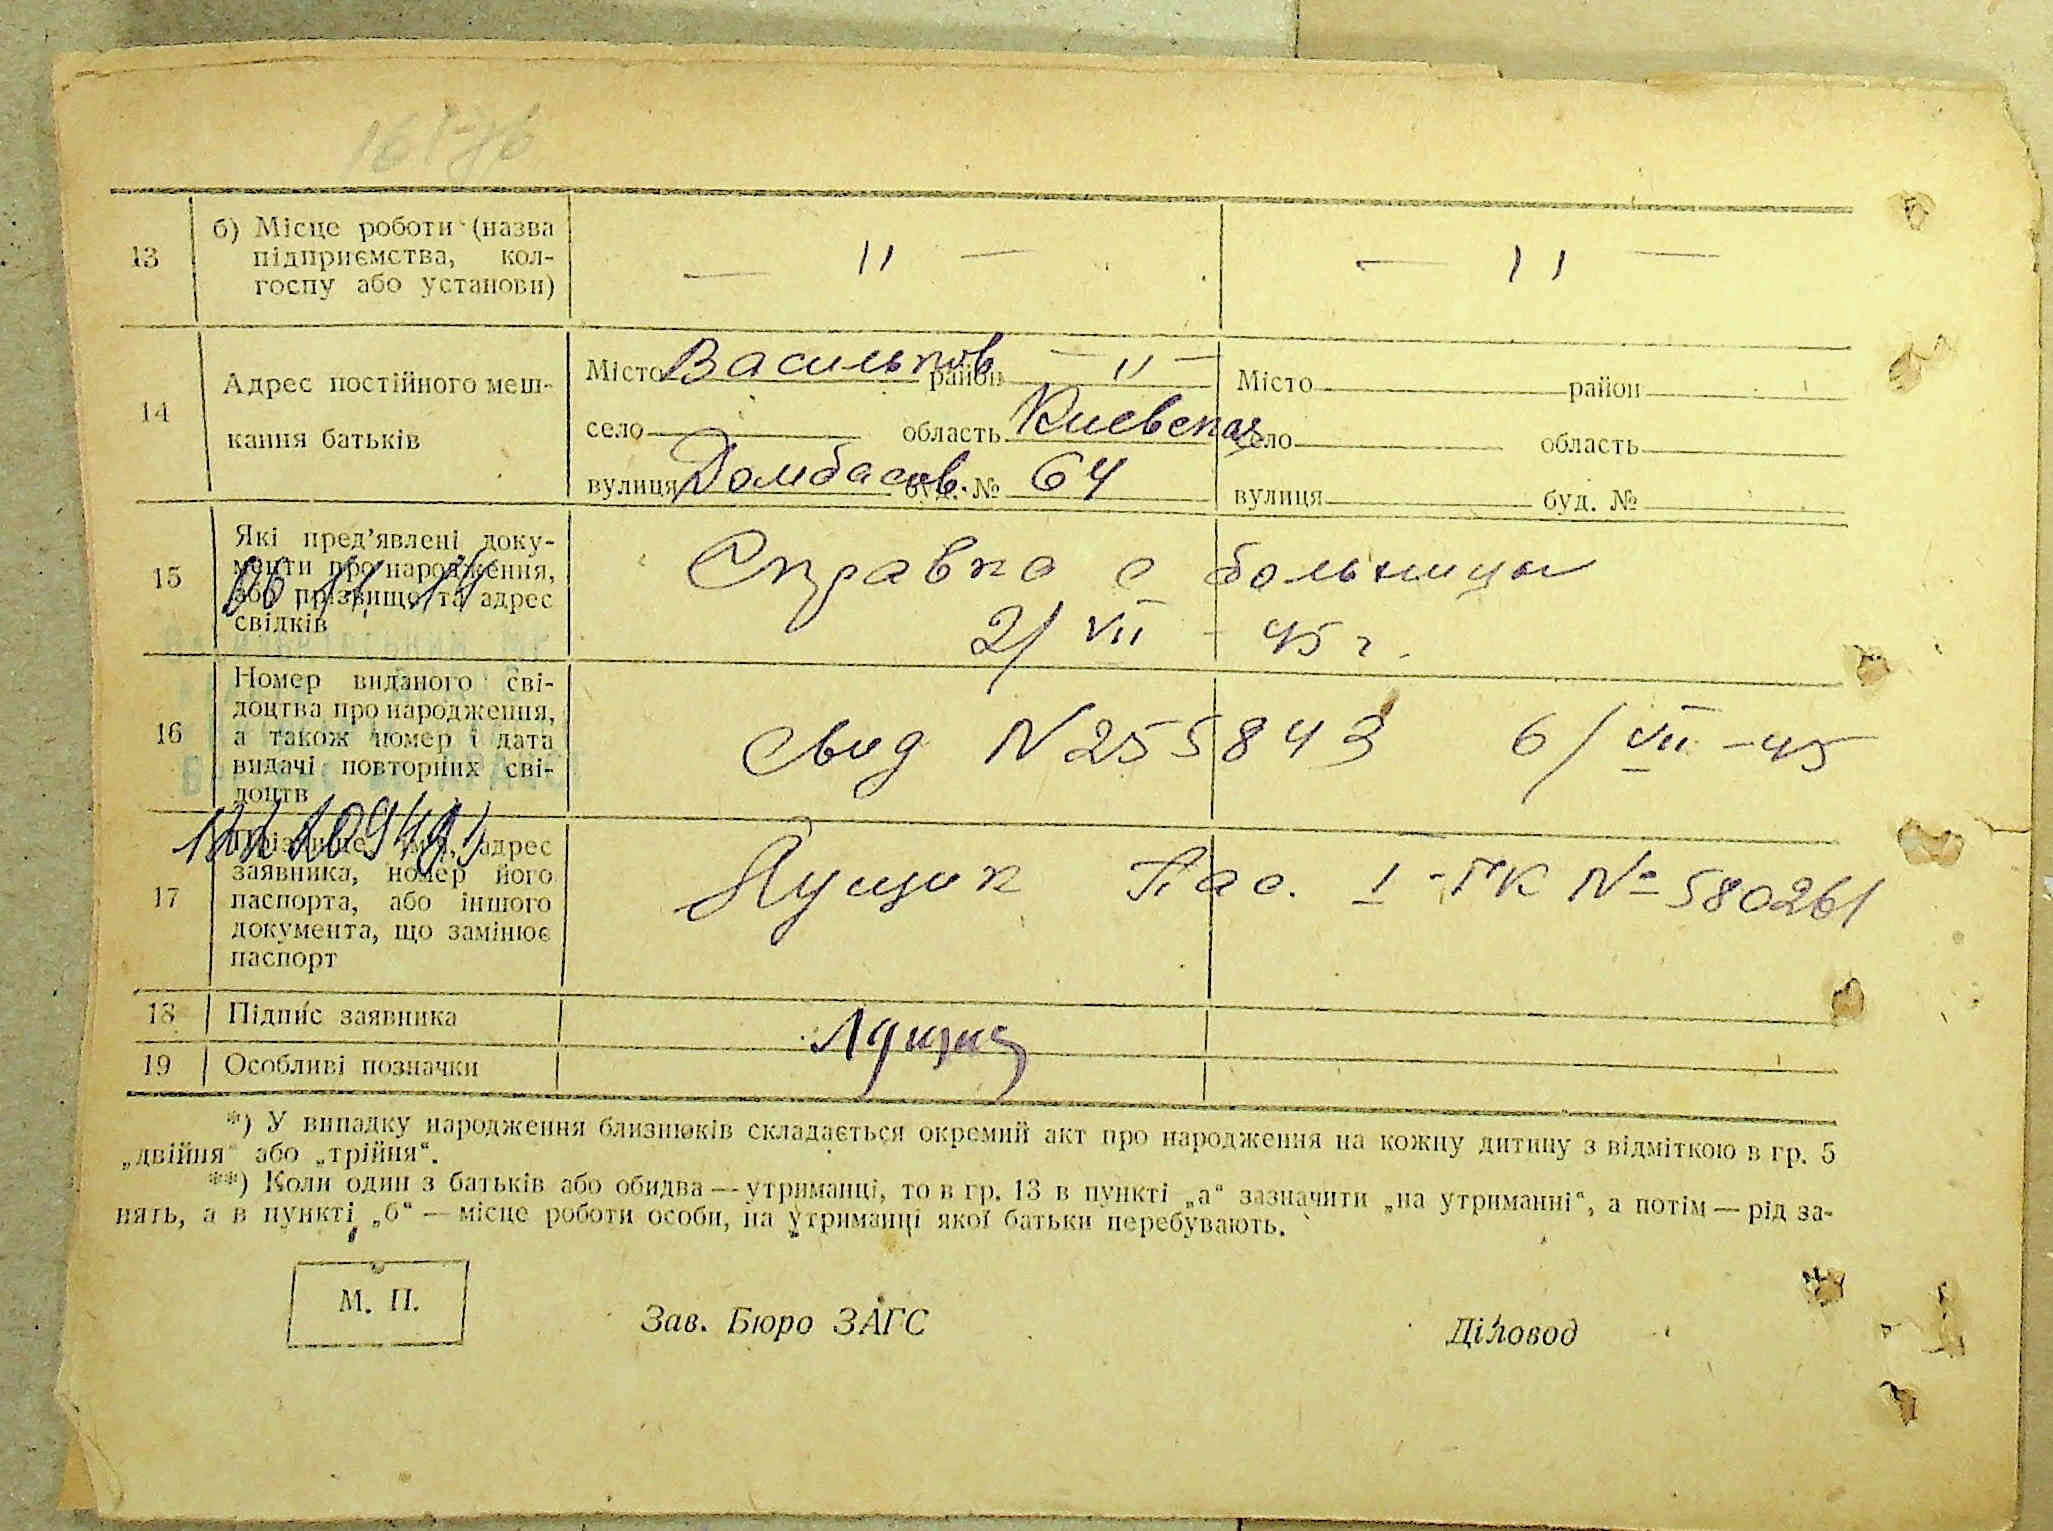 13
б) Місце роботи (назва
підприємства, кол-
госпу або установи)
— 11 —
— 11 —
14
Адрес постійного меш-
кання батьків
Місто Васильков район — 11 —
село область Киевская
вулиця буд. № 64
Місто район
село область
вулиця буд. №
15
Які пред’явлені доку-
менти про народження,
або прізвище та адрес
свідків
Справка с больницы
2/VII - 45 г.
16
Номер виданого сві-
доцтва про народження,
а також номер і дата
видачі повторних сві-
доцтв
свид N 255843 6/VII - 45
17
Прізвище, ім’я, адрес
заявника, номер його
паспорта, або іншого
документа, що замінює
паспорт
Пас. I - ГК № 580261
18
Підпис заявника
19
Особливі позначки
*) У випадку народження близнюків складається окремий акт про народження на кожну дитину з відміткою в гр. 5
„двійня“ або „трійня“.
**) Коли один з батьків або обидва — утриманці, то в гр. 13 в пункті „а“ зазначити „на утриманні“, а потім — рід за-
нять, а в пункті „б“ — місце роботи особи, на утриманці якої батьки перебувають.
М. П.
Зав. Бюро ЗАГС
Діловод